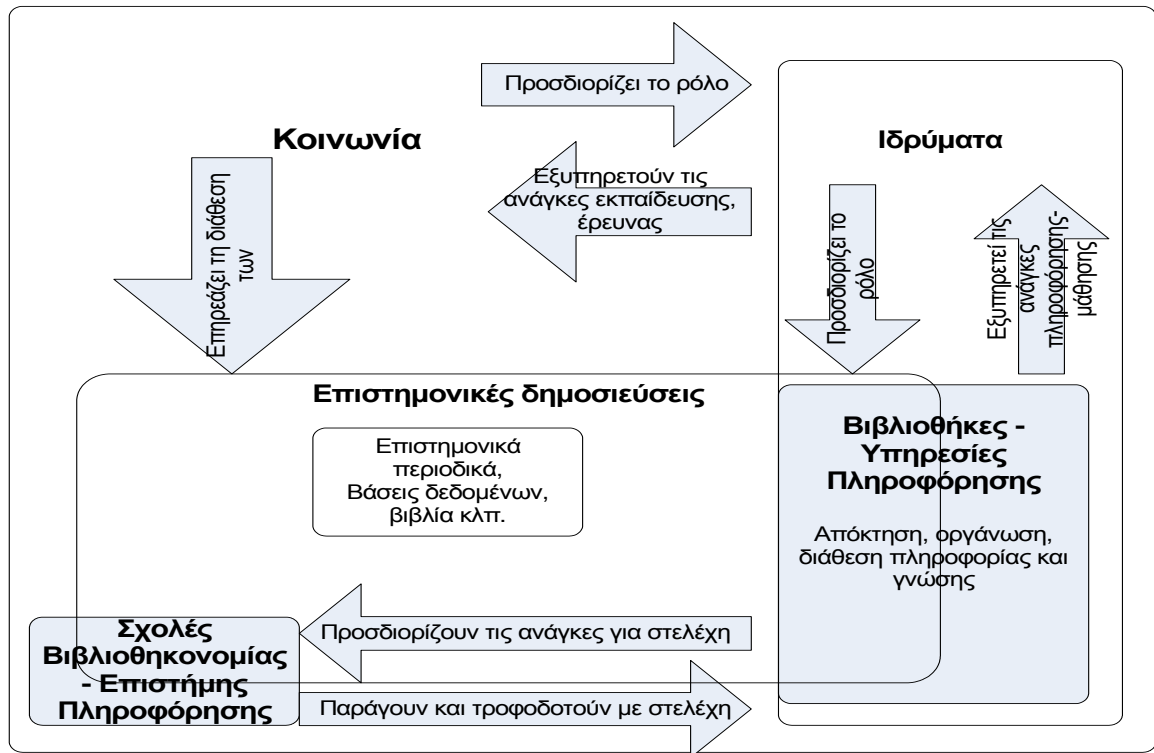 Προσδιορίζει το ρόλο
Κοινωνία
Ιδρύματα
Εξυπηρετούν τις
ανάγκες εκπαίδευσης,
έρευνας
Επηρεάζει τη διάθεση
των
Προσδιορίζει το
ρόλο
Εξυπηρετεί τις
ανάγκες
πληροφόρησης-
μάθησης
Επιστημονικές δημοσιεύσεις
Επιστημονικά
περιοδικά,
Βάσεις δεδομένων,
βιβλία κλπ.
Βιβλιοθήκες -
Υπηρεσίες
Πληροφόρησης
Απόκτηση, οργάνωση,
διάθεση πληροφορίας και
γνώσης
Σχολές
Βιβλιοθηκονομίας
- Επιστήμης
Πληροφόρησης
Προσδιορίζουν τις ανάγκες για στελέχη
Παράγουν και τροφοδοτούν με στελέχη